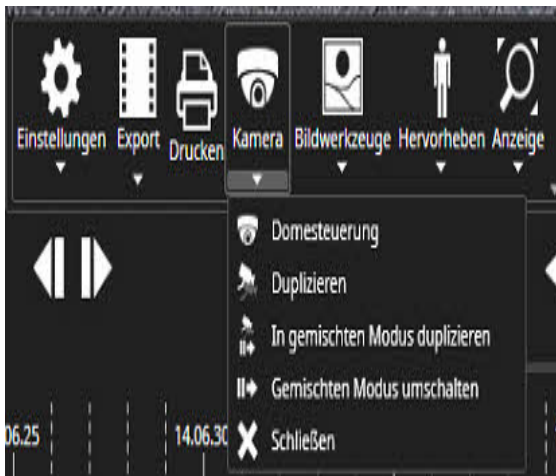 Einstellungen Export Drucken Kamera Bildwerkzeuge Hervorheben Anzeige
Domesteuerung
Duplizieren
In gemischten Modus duplizieren
Gemischten Modus umschalten
06.25 14.06.30 Schließen